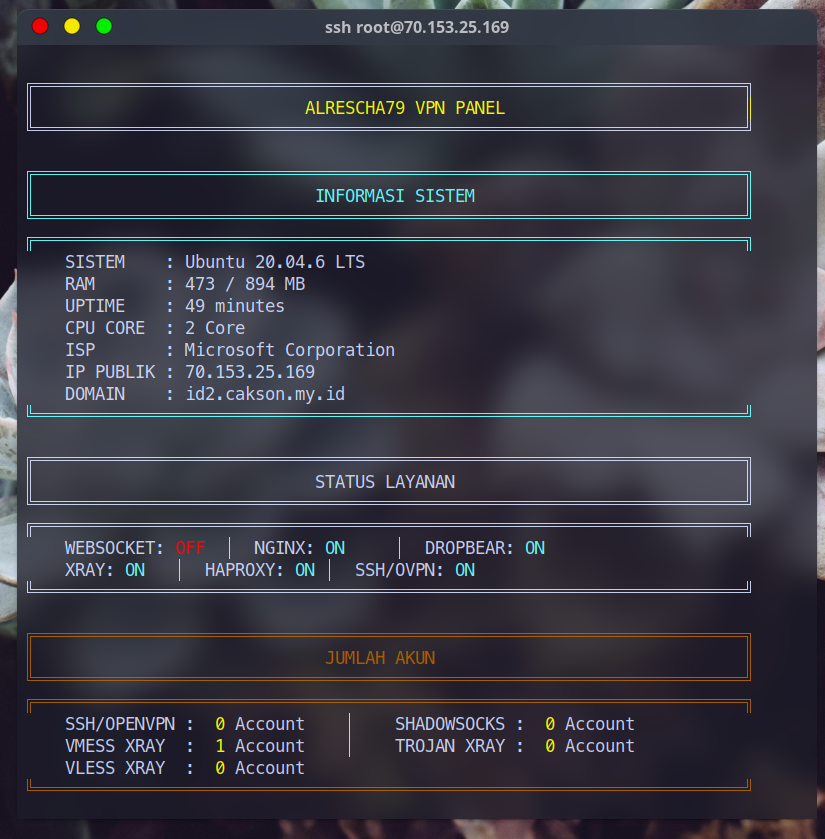 ssh root@70.153.25.169
ALRESCHA79 VPN PANEL
INFORMASI SISTEM
SISTEM : Ubuntu 20.04.6 LTS
RAM : 473 / 894 MB
UPTIME : 49 minutes
CPU CORE : 2 Core
ISP : Microsoft Corporation
IP PUBLIK : 70.153.25.169
DOMAIN : id2.cakson.my.id
STATUS LAYANAN
WEBSOCKET: OFF │ NGINX: ON │ DROPBEAR: ON
XRAY: ON │ HAPROXY: ON │ SSH/OVPN: ON
JUMLAH AKUN
SSH/OPENVPN : 0 Account │ SHADOWSOCKS : 0 Account
VMESS XRAY : 1 Account │ TROJAN XRAY : 0 Account
VLESS XRAY : 0 Account